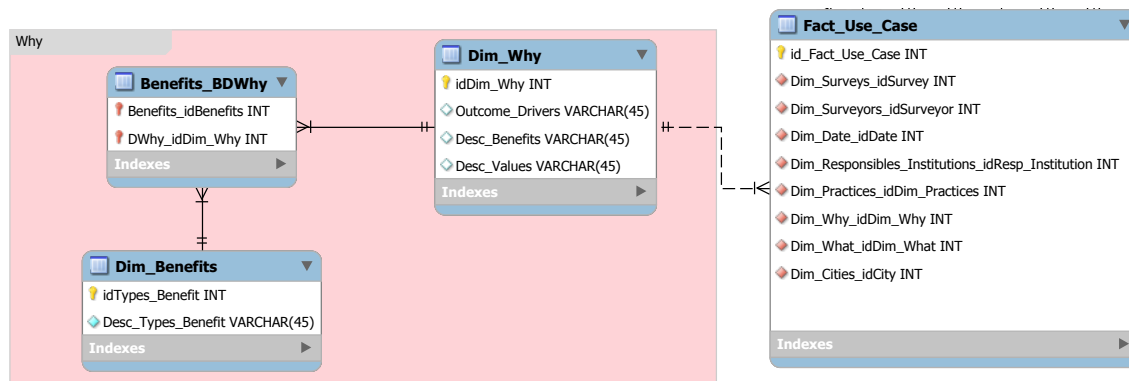 Why
Benefits_BDWhy
Benefits_idBenefits INT
DWhy_idDim_Why INT
Indexes
Dim_Why
idDim_Why INT
Outcome_Drivers VARCHAR(45)
Desc_Benefits VARCHAR(45)
Desc_Values VARCHAR(45)
Indexes
Dim_Benefits
idTypes_Benefit INT
Desc_Types_Benefit VARCHAR(45)
Indexes
Fact_Use_Case
id_Fact_Use_Case INT
Dim_Surveys_idSurvey INT
Dim_Surveyors_idSurveyor INT
Dim_Date_idDate INT
Dim_Responsibles_Institutions_idResp_Institution INT
Dim_Practices_idDim_Practices INT
Dim_Why_idDim_Why INT
Dim_What_idDim_What INT
Dim_Cities_idCity INT
Indexes